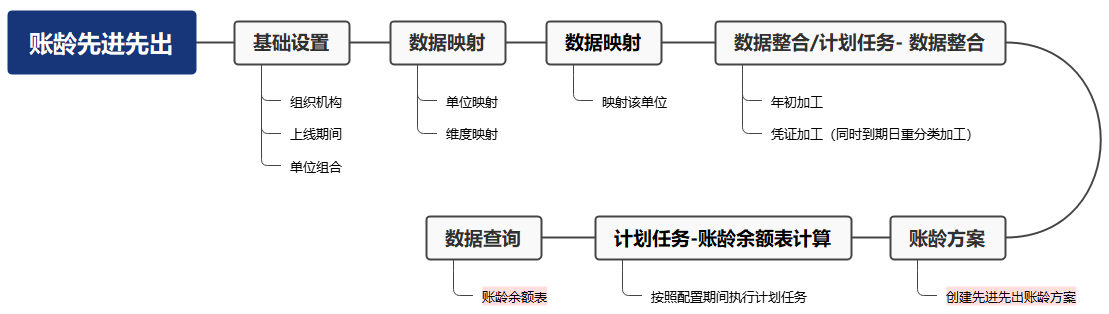 账龄先进先出
基础设置
组织机构
上线期间
单位组合
数据映射
单位映射
维度映射
数据映射
映射该单位
数据整合/计划任务- 数据整合
年初加工
凭证加工（同时到期日重分类加工）
账龄方案
创建先进先出账龄方案
计划任务-账龄余额表计算
按照配置期间执行计划任务
数据查询
账龄余额表